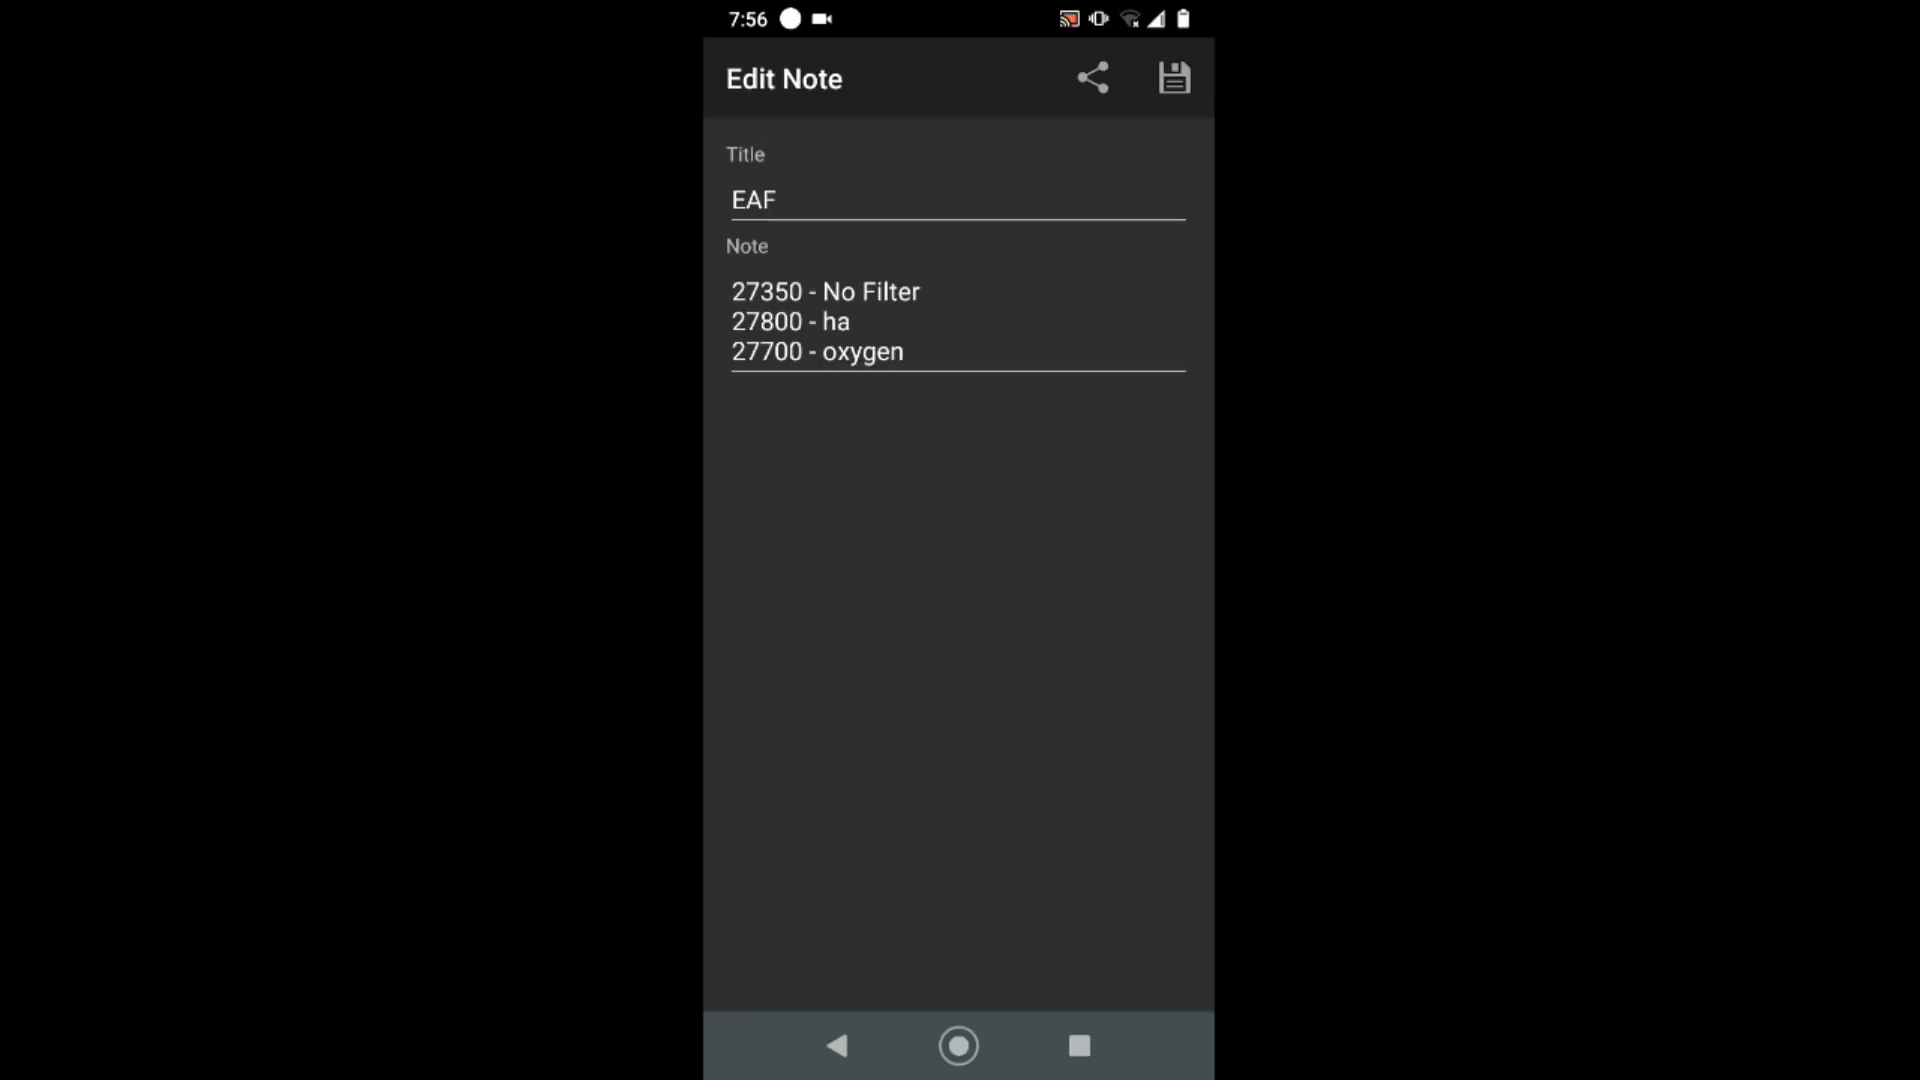 7:56
Edit Note
Title
EAF
Note
27350 - No Filter
27800 - ha
27700 - oxygen